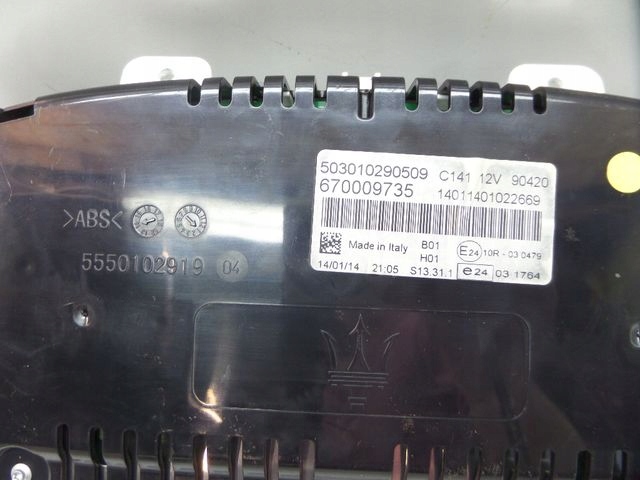 503010290509 C141 12V 90420
670009735 14011401022669
Made in Italy B01 E24 10R - 03 0479
H01
14/01/14 21:05 S13.31.1 e24 03 1764
>ABS<
5550102919 04